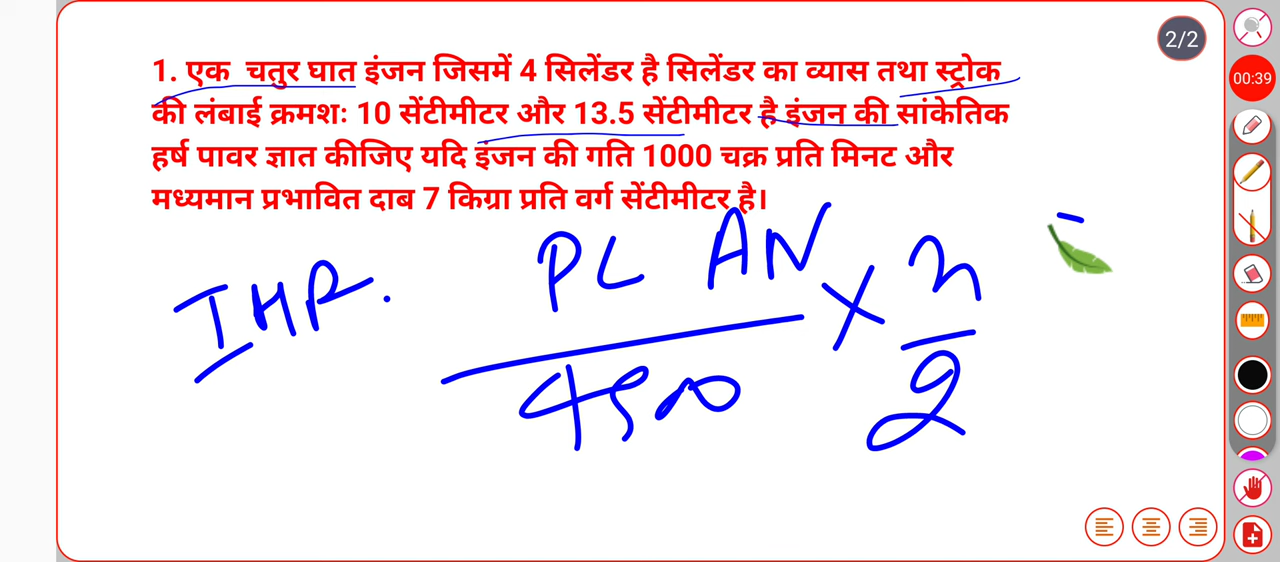 2/2
00:39
1. एक चतुर घात इंजन जिसमें 4 सिलेंडर है सिलेंडर का व्यास तथा स्ट्रोक
की लंबाई क्रमशः 10 सेंटीमीटर और 13.5 सेंटीमीटर है इंजन की सांकेतिक
हर्ष पावर ज्ञात कीजिए यदि इंजन की गति 1000 चक्र प्रति मिनट और
मध्यमान प्रभावित दाब 7 किग्रा प्रति वर्ग सेंटीमीटर है।
IHP. PLAN × n
4500 2